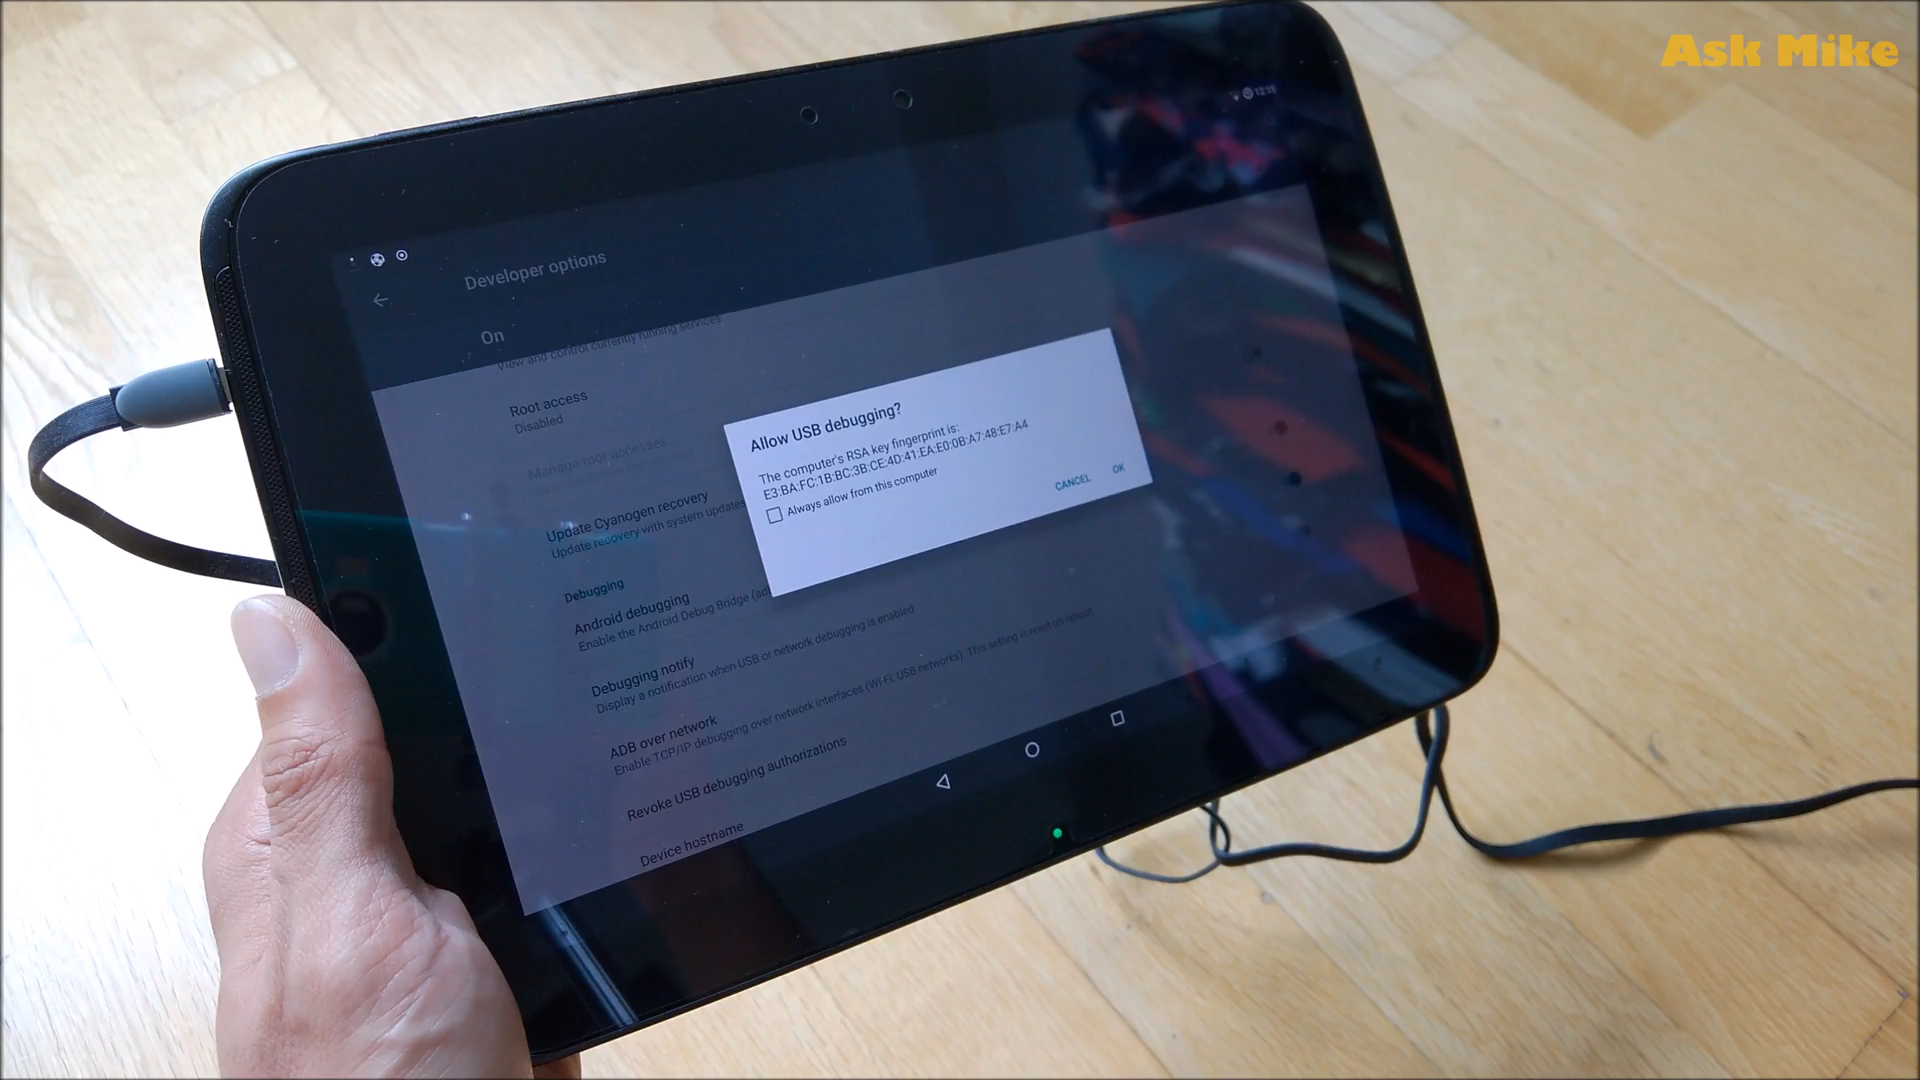 Ask Mike
12:15
Developer options
On
View and control currently running services
Root access
Disabled
Manage root accesses
Update Cyanogen recovery
Update recovery with system updates
Debugging
Android debugging
Enable the Android Debug Bridge (ad
Debugging notify
Display a notification when USB or network debugging is enabled
ADB over network
Enable TCP/IP debugging over network interfaces (Wi-Fi, USB networks). This setting is reset on reboot
Revoke USB debugging authorizations
Device hostname
Allow USB debugging?
The computer's RSA key fingerprint is:
E3:BA:FC:1B:BC:3B:CE:4D:41:EA:E0:0B:A7:48:E7:A4
Always allow from this computer
CANCEL
OK